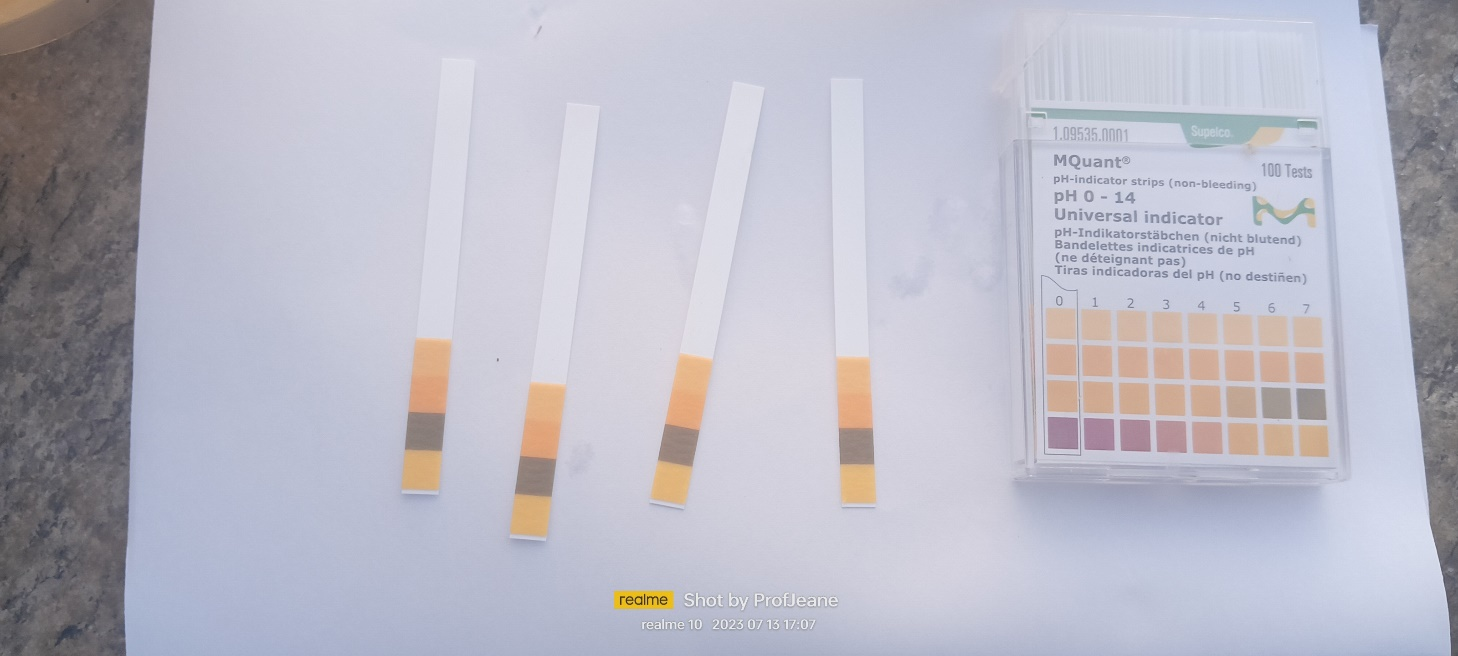 1.09535.0001
Supelco
MQuant®
100 Tests
pH-indicator strips (non-bleeding)
pH 0 - 14
Universal indicator
pH-Indikatorstäbchen (nicht blutend)
Bandelettes indicatrices de pH
(ne déteignant pas)
Tiras indicadoras del pH (no destiñen)
0 1 2 3 4 5 6 7
realme Shot by ProfJeane
realme 10 2023 07 13 17:07